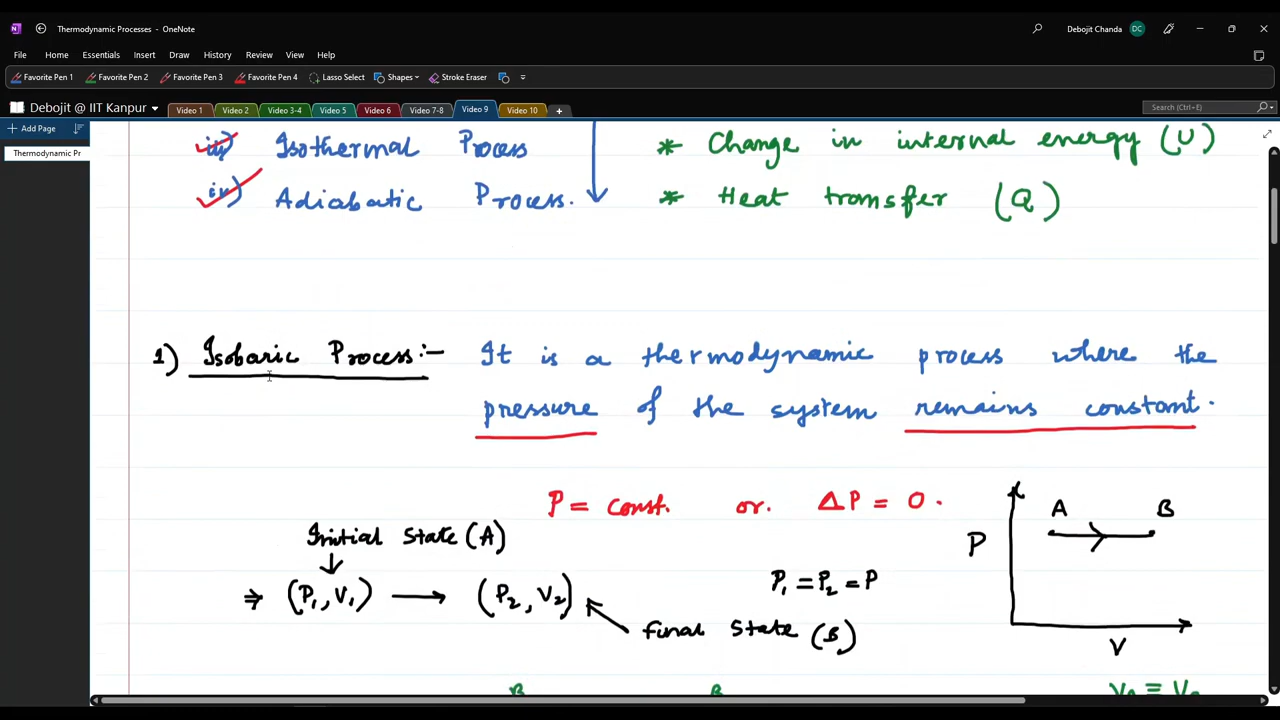 Thermodynamic Processes - OneNote
Debojit Chanda DC
File Home Essentials Insert Draw History Review View Help
Favorite Pen 1 Favorite Pen 2 Favorite Pen 3 Favorite Pen 4 Lasso Select Shapes Stroke Eraser
Debojit @ IIT Kanpur Video 1 Video 2 Video 3-4 Video 5 Video 6 Video 7-8 Video 9 Video 10 + Search (Ctrl+E)
Add Page
Thermodynamic Pr
iii) Isothermal Process * Change in internal energy (U)
iv) Adiabatic Process. * Heat transfer (Q)
1) Isobaric Process:- It is a thermodynamic process where the
pressure of the system remains constant.
P = const. or. ΔP = 0.
Initial State (A)
A B
P
⇒ (P₁, V₁) → (P₂, V₂) P₁ = P₂ = P
final State (B)
V
B B